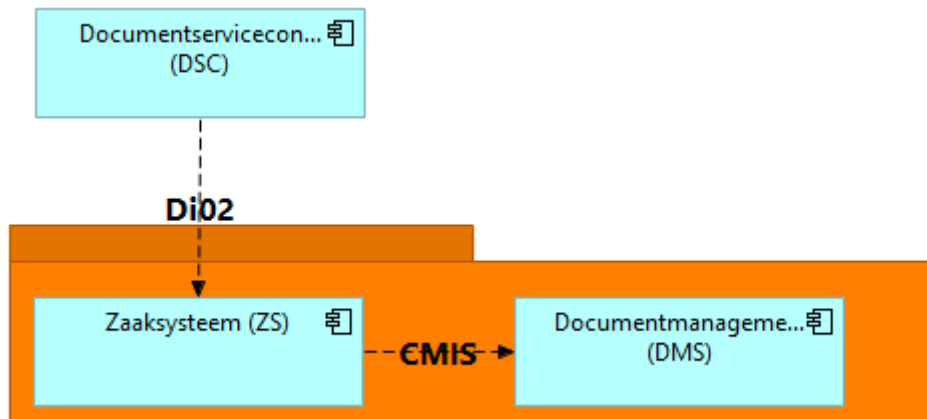 Documentservicecon...
(DSC)
Di02
Zaaksysteem (ZS)
CMIS
Documentmanageme...
(DMS)